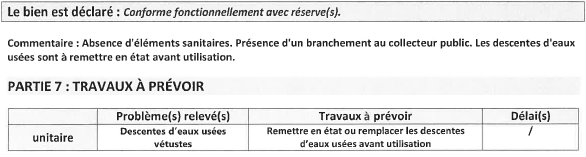 Le bien est déclaré : Conforme fonctionnellement avec réserve(s).
Commentaire : Absence d'éléments sanitaires. Présence d'un branchement au collecteur public. Les descentes d'eaux
usées sont à remettre en état avant utilisation.
PARTIE 7 : TRAVAUX À PRÉVOIR
Problème(s) relevé(s) Travaux à prévoir Délai(s)
unitaire Descentes d'eaux usées vétustes Remettre en état ou remplacer les descentes d'eaux usées avant utilisation /